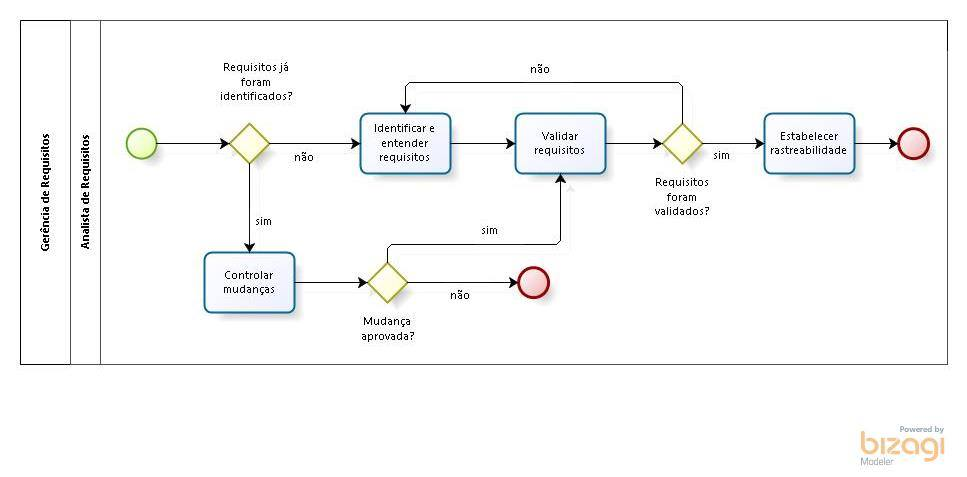 Gerência de Requisitos
Analista de Requisitos
Requisitos já
foram
identificados?
não
sim
Identificar e
entender
requisitos
não
Validar
requisitos
sim
Requisitos
foram
validados?
Estabelecer
rastreabilidade
Controlar
mudanças
sim
não
Mudança
aprovada?
Powered by
bizagi
Modeler